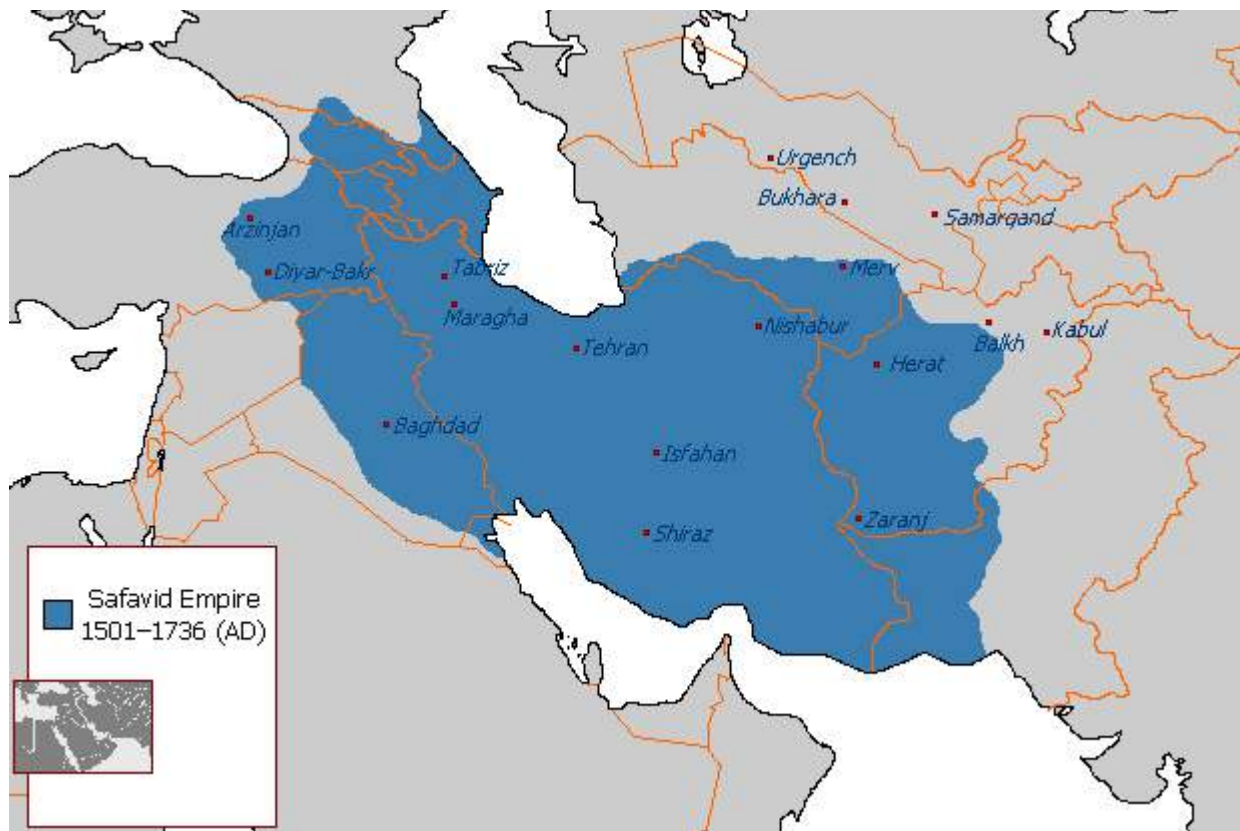 Urgench
Bukhara
Samarqand
Arzinjan
Diyar-Bakr
Tabriz
Merv
Maragha
Nishabur
Balkh
Kabul
Tehran
Herat
Baghdad
Isfahan
Zaranj
Shiraz
Safavid Empire
1501-1736 (AD)